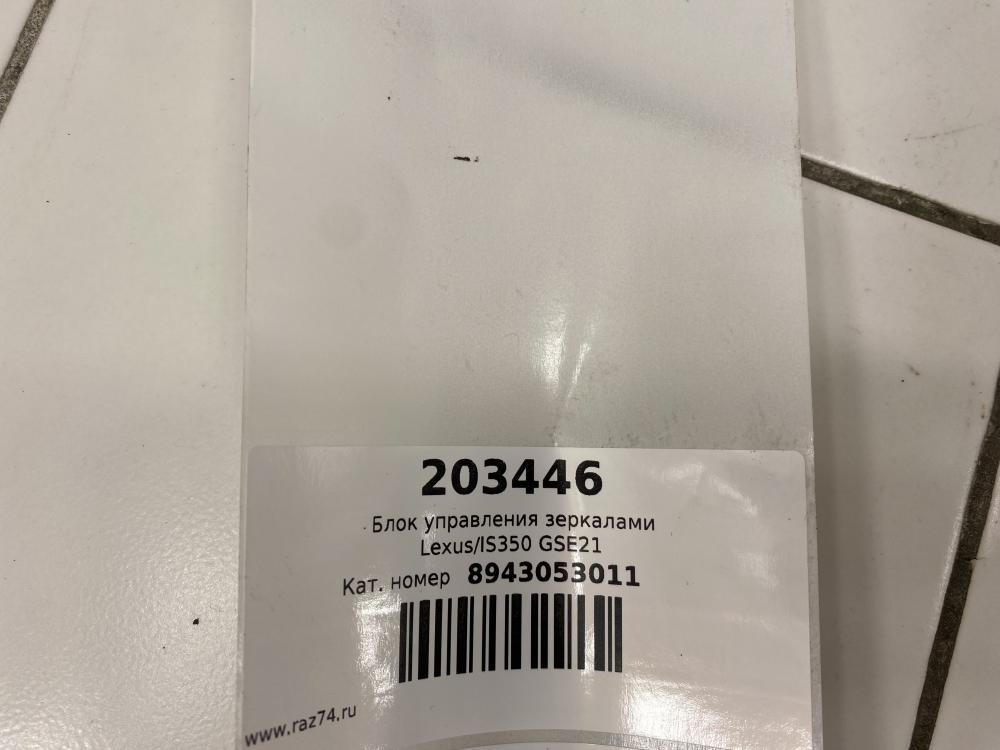 203446
Блок управления зеркалами
Lexus/IS350 GSE21
Кат. номер 8943053011
www.raz74.ru